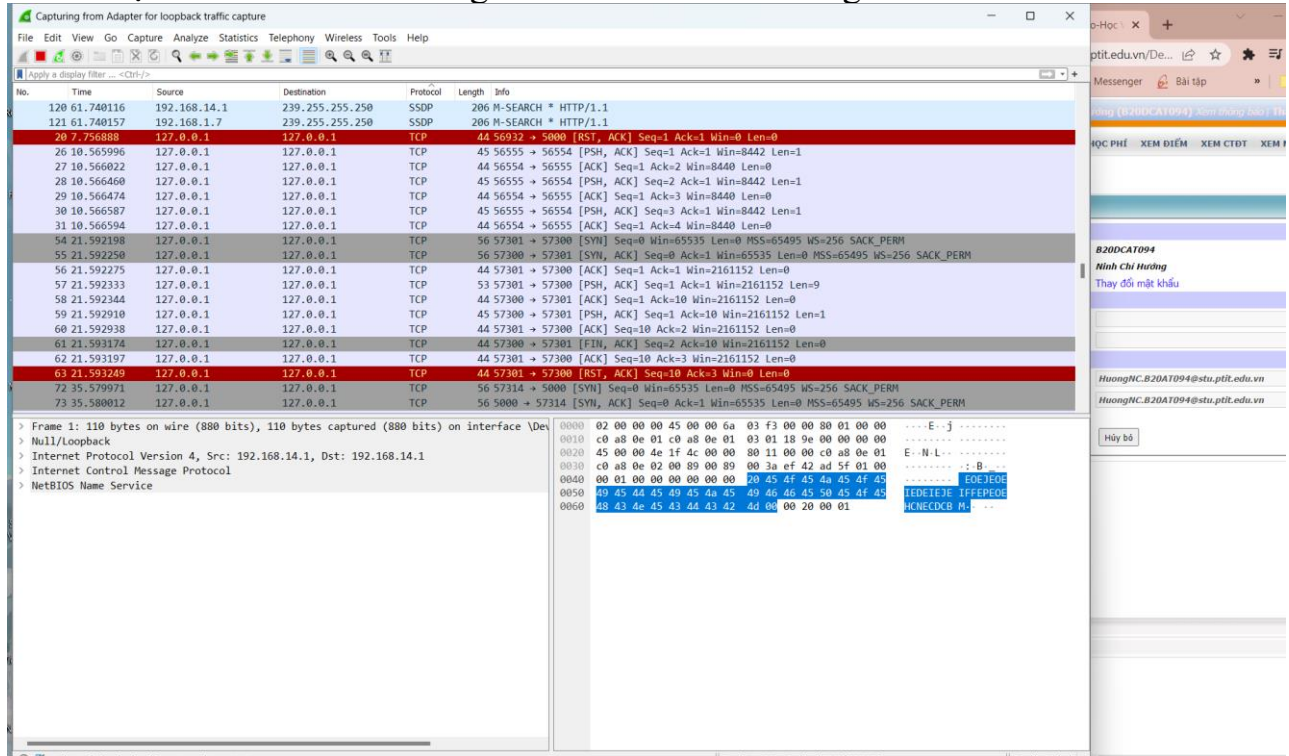 Capturing from Adapter for loopback traffic capture
File Edit View Go Capture Analyze Statistics Telephony Wireless Tools Help
Apply a display filter ... <Ctrl-/>
No. Time Source Destination Protocol Length Info
120 61.740116 192.168.14.1 239.255.255.250 SSDP 206 M-SEARCH * HTTP/1.1
121 61.740157 192.168.1.7 239.255.255.250 SSDP 206 M-SEARCH * HTTP/1.1
20 7.756888 127.0.0.1 127.0.0.1 TCP 44 56932 → 5000 [RST, ACK] Seq=1 Ack=1 Win=0 Len=0
26 10.565996 127.0.0.1 127.0.0.1 TCP 45 56555 → 56554 [PSH, ACK] Seq=1 Ack=1 Win=8442 Len=1
27 10.566022 127.0.0.1 127.0.0.1 TCP 44 56554 → 56555 [ACK] Seq=1 Ack=2 Win=8440 Len=0
28 10.566460 127.0.0.1 127.0.0.1 TCP 45 56555 → 56554 [PSH, ACK] Seq=2 Ack=1 Win=8442 Len=1
29 10.566474 127.0.0.1 127.0.0.1 TCP 44 56554 → 56555 [ACK] Seq=1 Ack=3 Win=8440 Len=0
30 10.566587 127.0.0.1 127.0.0.1 TCP 45 56555 → 56554 [PSH, ACK] Seq=3 Ack=1 Win=8442 Len=1
31 10.566594 127.0.0.1 127.0.0.1 TCP 44 56554 → 56555 [ACK] Seq=1 Ack=4 Win=8440 Len=0
54 21.592198 127.0.0.1 127.0.0.1 TCP 56 57301 → 57300 [SYN] Seq=0 Win=65535 Len=0 MSS=65495 WS=256 SACK_PERM
55 21.592250 127.0.0.1 127.0.0.1 TCP 56 57300 → 57301 [SYN, ACK] Seq=0 Ack=1 Win=65535 Len=0 MSS=65495 WS=256 SACK_PERM
56 21.592275 127.0.0.1 127.0.0.1 TCP 44 57301 → 57300 [ACK] Seq=1 Ack=1 Win=2161152 Len=0
57 21.592333 127.0.0.1 127.0.0.1 TCP 53 57301 → 57300 [PSH, ACK] Seq=1 Ack=1 Win=2161152 Len=9
58 21.592344 127.0.0.1 127.0.0.1 TCP 44 57300 → 57301 [ACK] Seq=1 Ack=10 Win=2161152 Len=0
59 21.592910 127.0.0.1 127.0.0.1 TCP 45 57300 → 57301 [PSH, ACK] Seq=1 Ack=10 Win=2161152 Len=1
60 21.592938 127.0.0.1 127.0.0.1 TCP 44 57301 → 57300 [ACK] Seq=10 Ack=2 Win=2161152 Len=0
61 21.593174 127.0.0.1 127.0.0.1 TCP 44 57300 → 57301 [FIN, ACK] Seq=2 Ack=10 Win=2161152 Len=0
62 21.593197 127.0.0.1 127.0.0.1 TCP 44 57301 → 57300 [ACK] Seq=10 Ack=3 Win=2161152 Len=0
63 21.593249 127.0.0.1 127.0.0.1 TCP 44 57301 → 57300 [RST, ACK] Seq=10 Ack=3 Win=0 Len=0
72 35.579971 127.0.0.1 127.0.0.1 TCP 56 57314 → 5000 [SYN] Seq=0 Win=65535 Len=0 MSS=65495 WS=256 SACK_PERM
73 35.580012 127.0.0.1 127.0.0.1 TCP 56 5000 → 57314 [SYN, ACK] Seq=0 Ack=1 Win=65535 Len=0 MSS=65495 WS=256 SACK_PERM
> Frame 1: 110 bytes on wire (880 bits), 110 bytes captured (880 bits) on interface \Dev
> Null/Loopback
> Internet Protocol Version 4, Src: 192.168.14.1, Dst: 192.168.14.1
> Internet Control Message Protocol
> NetBIOS Name Service
0000 02 00 00 00 45 00 00 6a 03 f3 00 00 80 01 00 00 ····E··j ········
0010 c0 a8 0e 01 c0 a8 0e 01 03 01 18 9e 00 00 00 00 ········ ········
0020 45 00 00 4e 1f 4c 00 00 80 11 00 00 c0 a8 0e 01 E··N·L·· ········
0030 c0 a8 0e 02 00 89 00 89 00 3a ef 42 ad 5f 01 00 ········ ·:·B·_··
0040 00 01 00 00 00 00 00 00 20 45 4f 45 4a 45 4f 45 ········ EOEJEOE
0050 49 45 44 45 49 45 4a 45 49 46 46 45 50 45 4f 45 IEDEIEJE IFFEPEOE
0060 48 43 4e 45 43 44 43 42 4d 00 00 20 00 01 HCNECDCB M·· ··
o-Học \ × +
ptit.edu.vn/De...
Messenger Bài tập »
ưởng (B20DCAT094) Xem thông báo | Th
HỌC PHÍ XEM ĐIỂM XEM CTĐT XEM
B20DCAT094
Ninh Chí Hướng
Thay đổi mật khẩu
HuongNC.B20AT094@stu.ptit.edu.vn
HuongNC.B20AT094@stu.ptit.edu.vn
Hủy bỏ